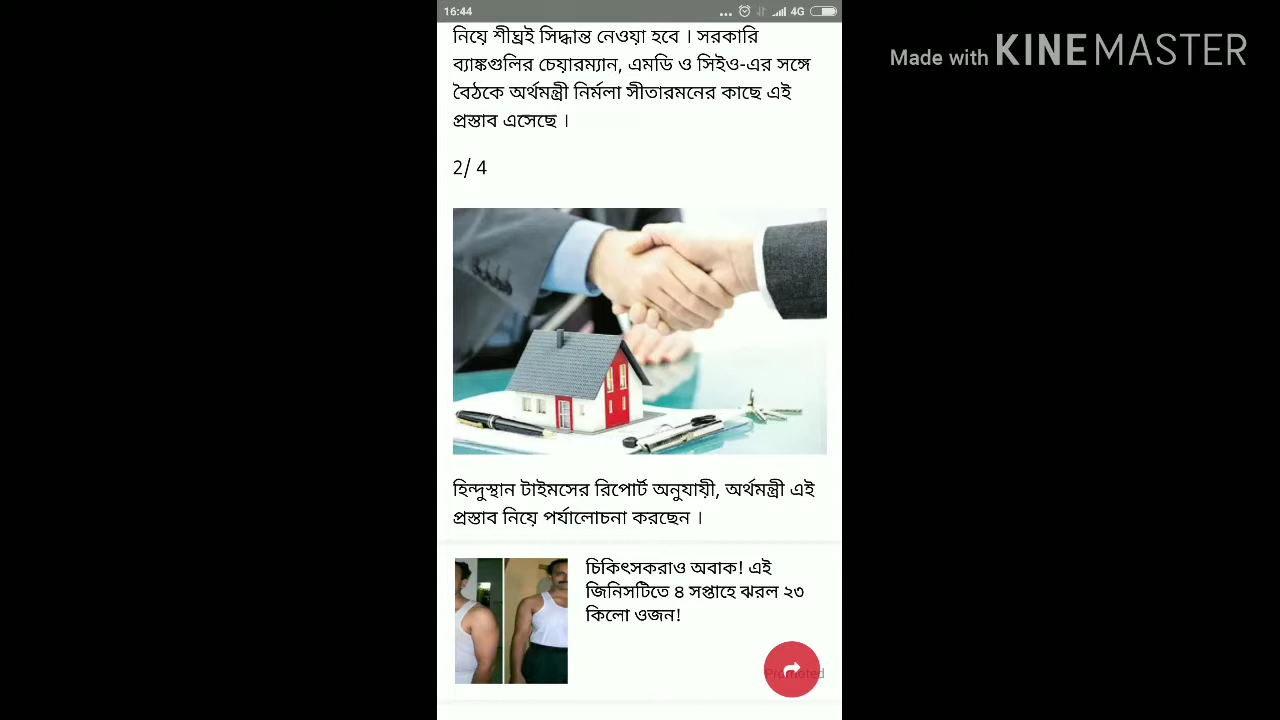 16:44
4G
Made with KINEMASTER
নিয়ে শীঘ্রই সিদ্ধান্ত নেওয়া হবে ৷ সরকারি
ব্যাঙ্কগুলির চেয়ারম্যান, এমডি ও সিইও-এর সঙ্গে
বৈঠকে অর্থমন্ত্রী নির্মলা সীতারমনের কাছে এই
প্রস্তাব এসেছে ৷
2/ 4
হিন্দুস্থান টাইমসের রিপোর্ট অনুযায়ী, অর্থমন্ত্রী এই
প্রস্তাব নিয়ে পর্যালোচনা করছেন ৷
চিকিৎসকরাও অবাক! এই
জিনিসটিতে ৪ সপ্তাহে ঝরল ২৩
কিলো ওজন!
Promoted